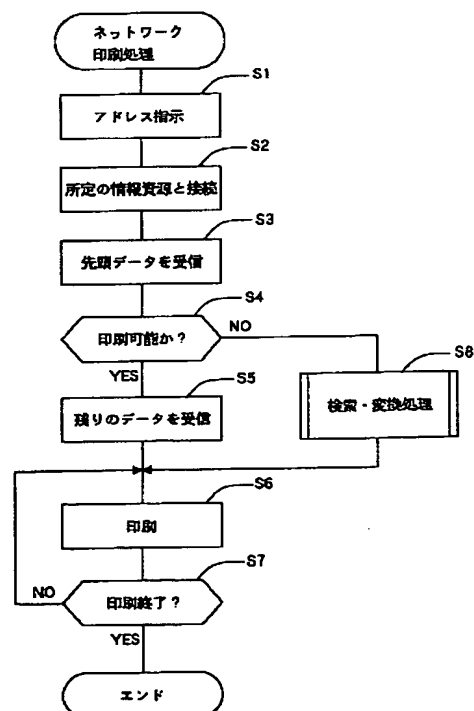 ネットワーク
印刷処理
S1
アドレス指示
S2
所定の情報資源と接続
S3
先頭データを受信
S4
印刷可能か?
NO
YES
S5
残りのデータを受信
S8
検索・変換処理
S6
印刷
S7
印刷終了?
NO
YES
エンド